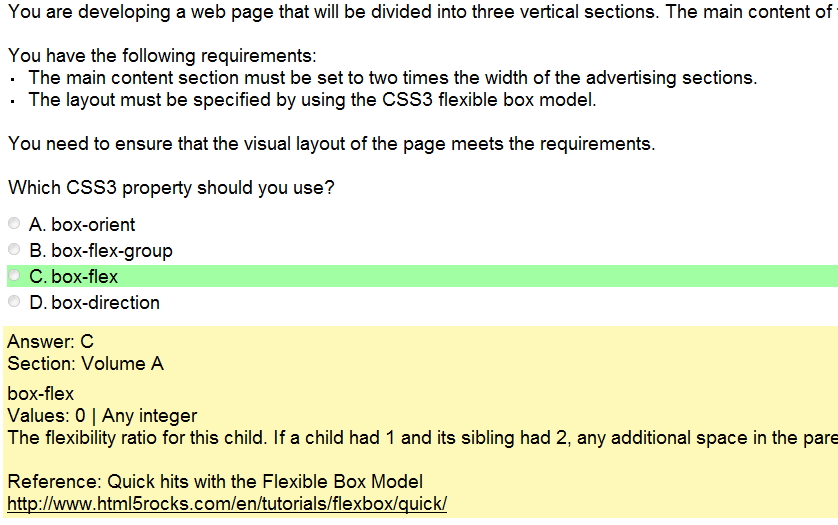 You are developing a web page that will be divided into three vertical sections. The main content of
You have the following requirements:
· The main content section must be set to two times the width of the advertising sections.
· The layout must be specified by using the CSS3 flexible box model.
You need to ensure that the visual layout of the page meets the requirements.
Which CSS3 property should you use?
A. box-orient
B. box-flex-group
C. box-flex
D. box-direction
Answer: C
Section: Volume A
box-flex
Values: 0 | Any integer
The flexibility ratio for this child. If a child had 1 and its sibling had 2, any additional space in the pare
Reference: Quick hits with the Flexible Box Model
http://www.html5rocks.com/en/tutorials/flexbox/quick/